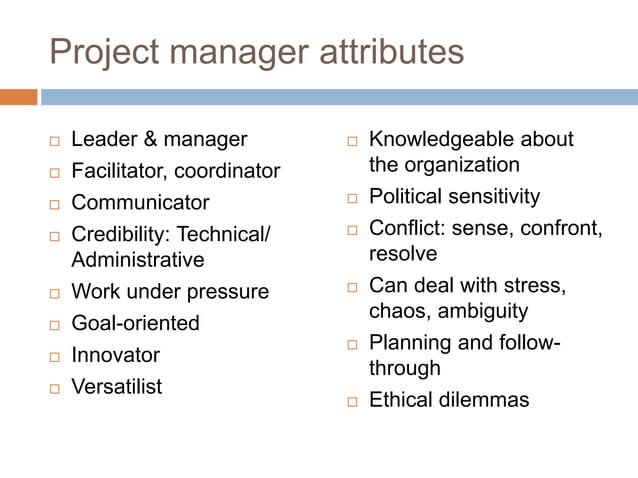 Project manager attributes
Leader & manager
Facilitator, coordinator
Communicator
Credibility: Technical/
Administrative
Work under pressure
Goal-oriented
Innovator
Versatilist
Knowledgeable about
the organization
Political sensitivity
Conflict: sense, confront,
resolve
Can deal with stress,
chaos, ambiguity
Planning and follow-
through
Ethical dilemmas